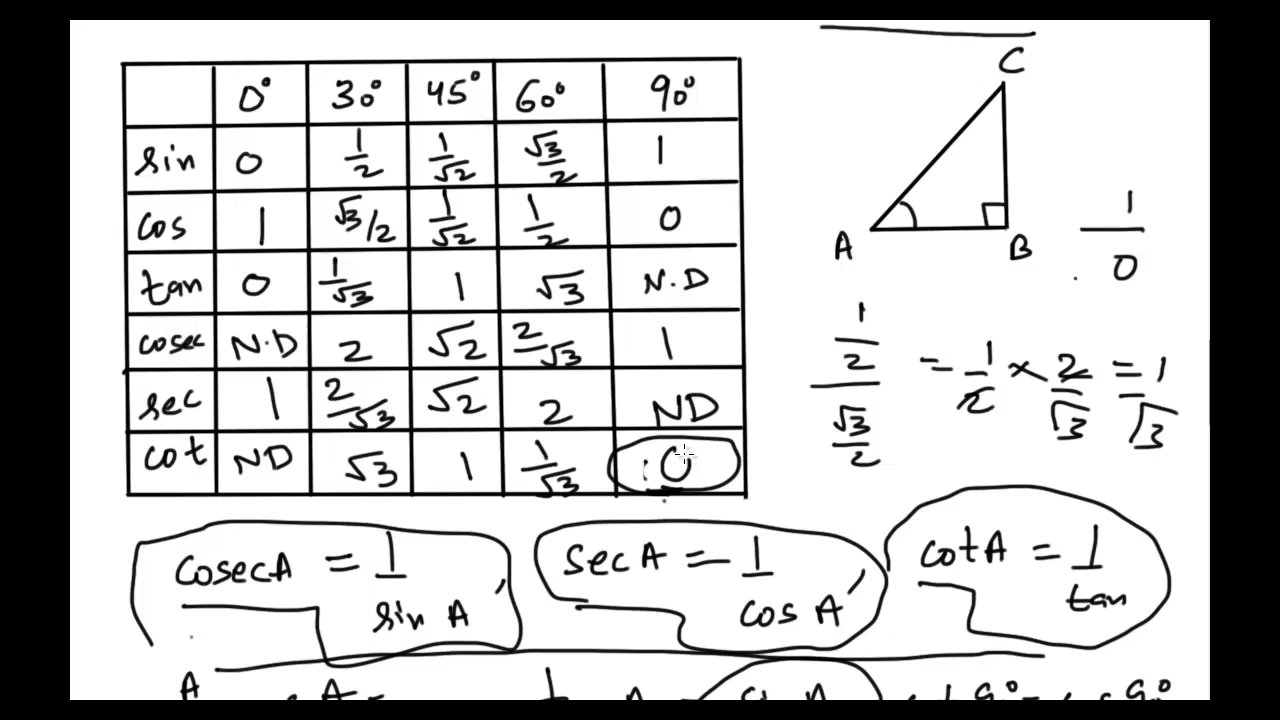 0° 30° 45° 60° 90°
sin 0 1/2 1/√2 √3/2 1
cos 1 √3/2 1/√2 1/2 0
tan 0 1/√3 1 √3 N.D
cosec N.D 2 √2 2/√3 1
sec 1 2/√3 √2 2 ND
cot ND √3 1 1/√3 0
C
A
B
1/0
1/2 / √3/2 = 1/2 × 2/√3 = 1/√3
cosecA = 1/sin A
secA = 1/cos A
cotA = 1/tan